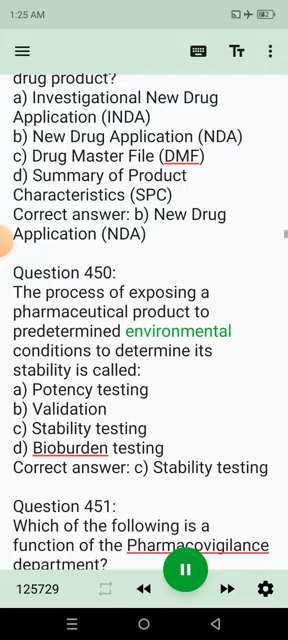 1:25 AM
drug product?
a) Investigational New Drug
Application (INDA)
b) New Drug Application (NDA)
c) Drug Master File (DMF)
d) Summary of Product
Characteristics (SPC)
Correct answer: b) New Drug
Application (NDA)
Question 450:
The process of exposing a
pharmaceutical product to
predetermined environmental
conditions to determine its
stability is called:
a) Potency testing
b) Validation
c) Stability testing
d) Bioburden testing
Correct answer: c) Stability testing
Question 451:
Which of the following is a
function of the Pharmacovigilance
department?
125729